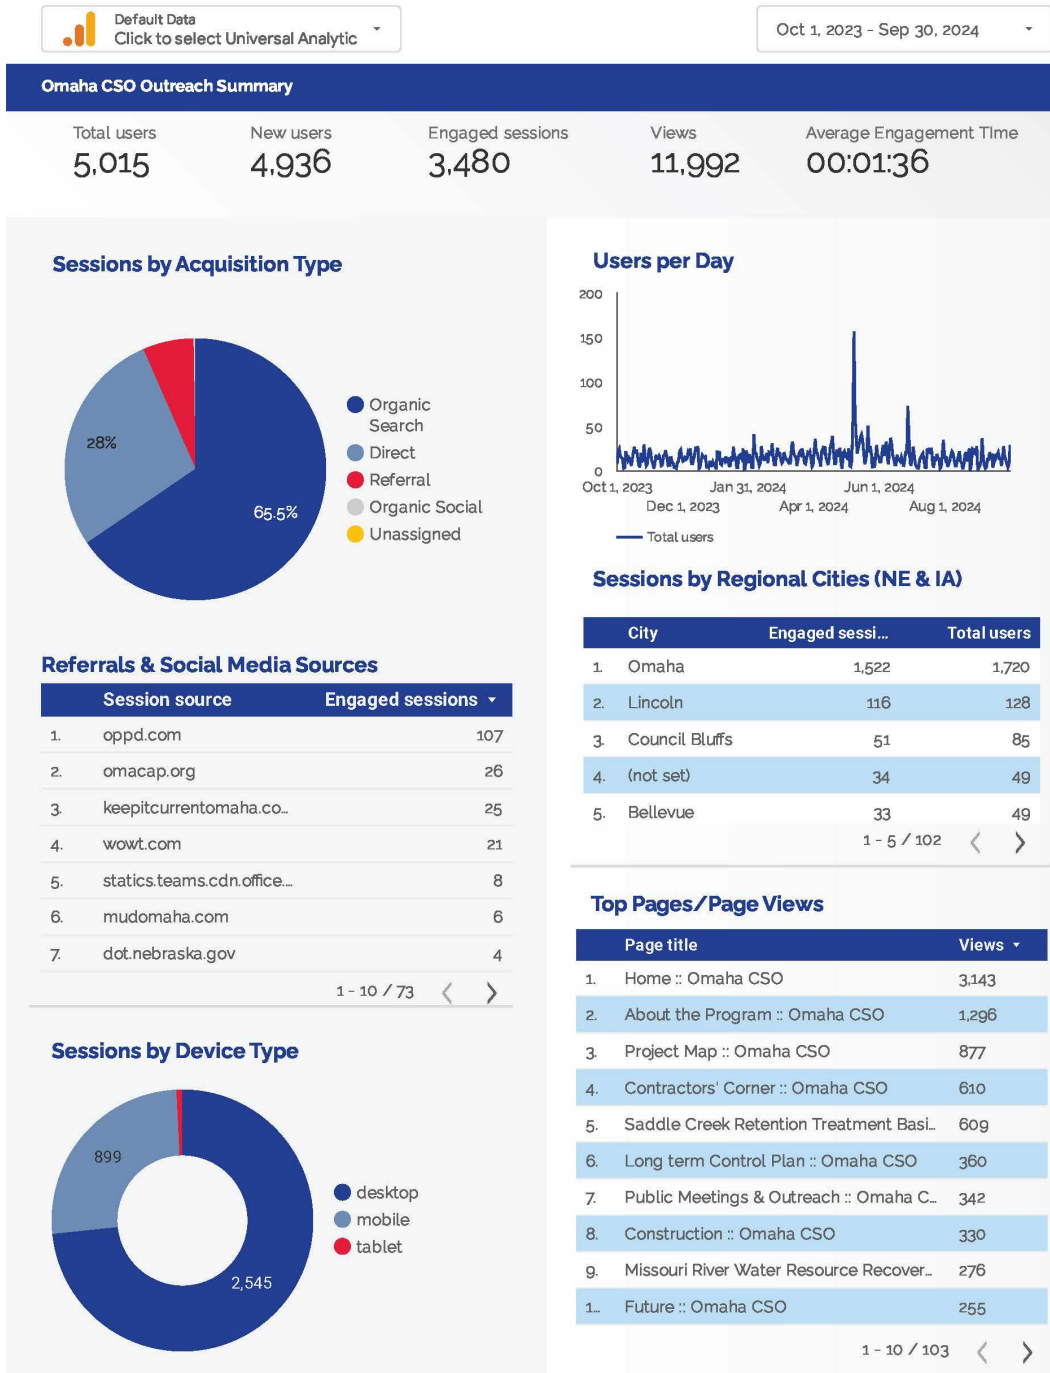 Default Data
Click to select Universal Analytic
Oct 1, 2023 - Sep 30, 2024
Omaha CSO Outreach Summary
Total users
5,015
New users
4,936
Engaged sessions
3,480
Views
11,992
Average Engagement TIme
00:01:36
Sessions by Acquisition Type
28%
65.5%
Organic
Search
Direct
Referral
Organic Social
Unassigned
Users per Day
200
150
100
50
0
Oct 1, 2023
Jan 31, 2024
Jun 1, 2024
Dec 1, 2023
Apr 1, 2024
Aug 1, 2024
Total users
Referrals & Social Media Sources
Session source Engaged sessions
1. oppd.com 107
2. omacap.org 26
3. keepitcurrentomaha.co... 25
4. wowt.com 21
5. statics.teams.cdn.office.... 8
6. mudomaha.com 6
7. dot.nebraska.gov 4
1 - 10 / 73
Sessions by Regional Cities (NE & IA)
City Engaged sessi... Total users
1. Omaha 1,522 1,720
2. Lincoln 116 128
3. Council Bluffs 51 85
4. (not set) 34 49
5. Bellevue 33 49
1 - 5 / 102
Sessions by Device Type
899
2,545
desktop
mobile
tablet
Top Pages/Page Views
Page title Views
1. Home :: Omaha CSO 3,143
2. About the Program :: Omaha CSO 1,296
3. Project Map :: Omaha CSO 877
4. Contractors' Corner :: Omaha CSO 610
5. Saddle Creek Retention Treatment Basi... 609
6. Long term Control Plan :: Omaha CSO 360
7. Public Meetings & Outreach :: Omaha C... 342
8. Construction :: Omaha CSO 330
9. Missouri River Water Resource Recover... 276
1... Future :: Omaha CSO 255
1 - 10 / 103